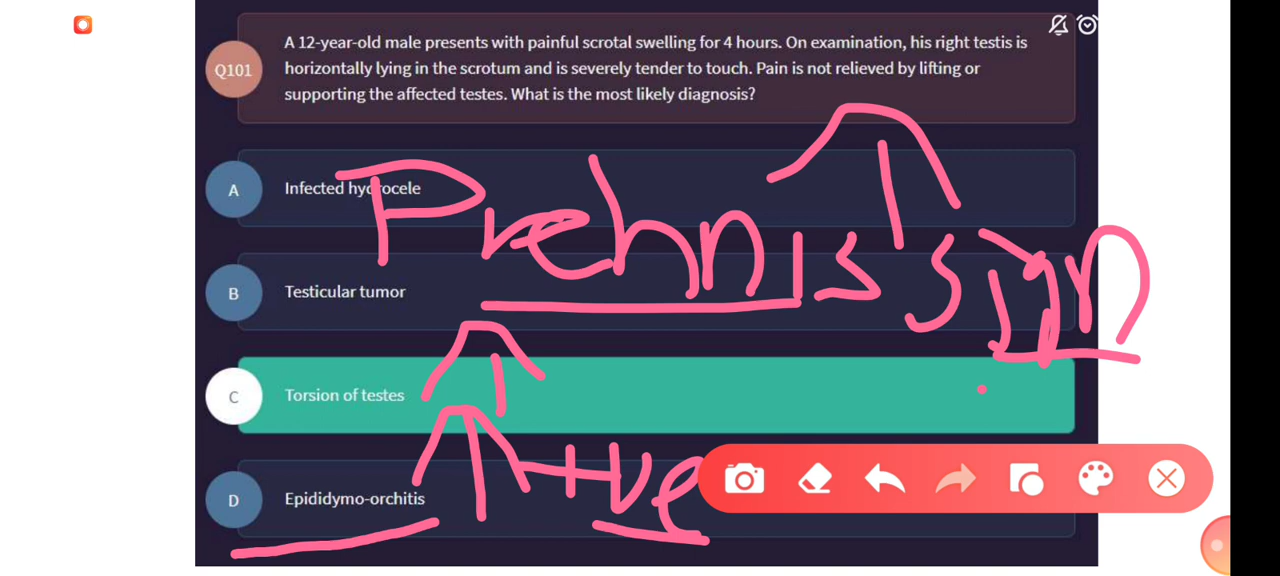 A 12-year-old male presents with painful scrotal swelling for 4 hours. On examination, his right testis is
Q101
horizontally lying in the scrotum and is severely tender to touch. Pain is not relieved by lifting or
supporting the affected testes. What is the most likely diagnosis?
A Infected hydrocele
Prehn's sign
B Testicular tumor
C Torsion of testes
+ve
D Epididymo-orchitis